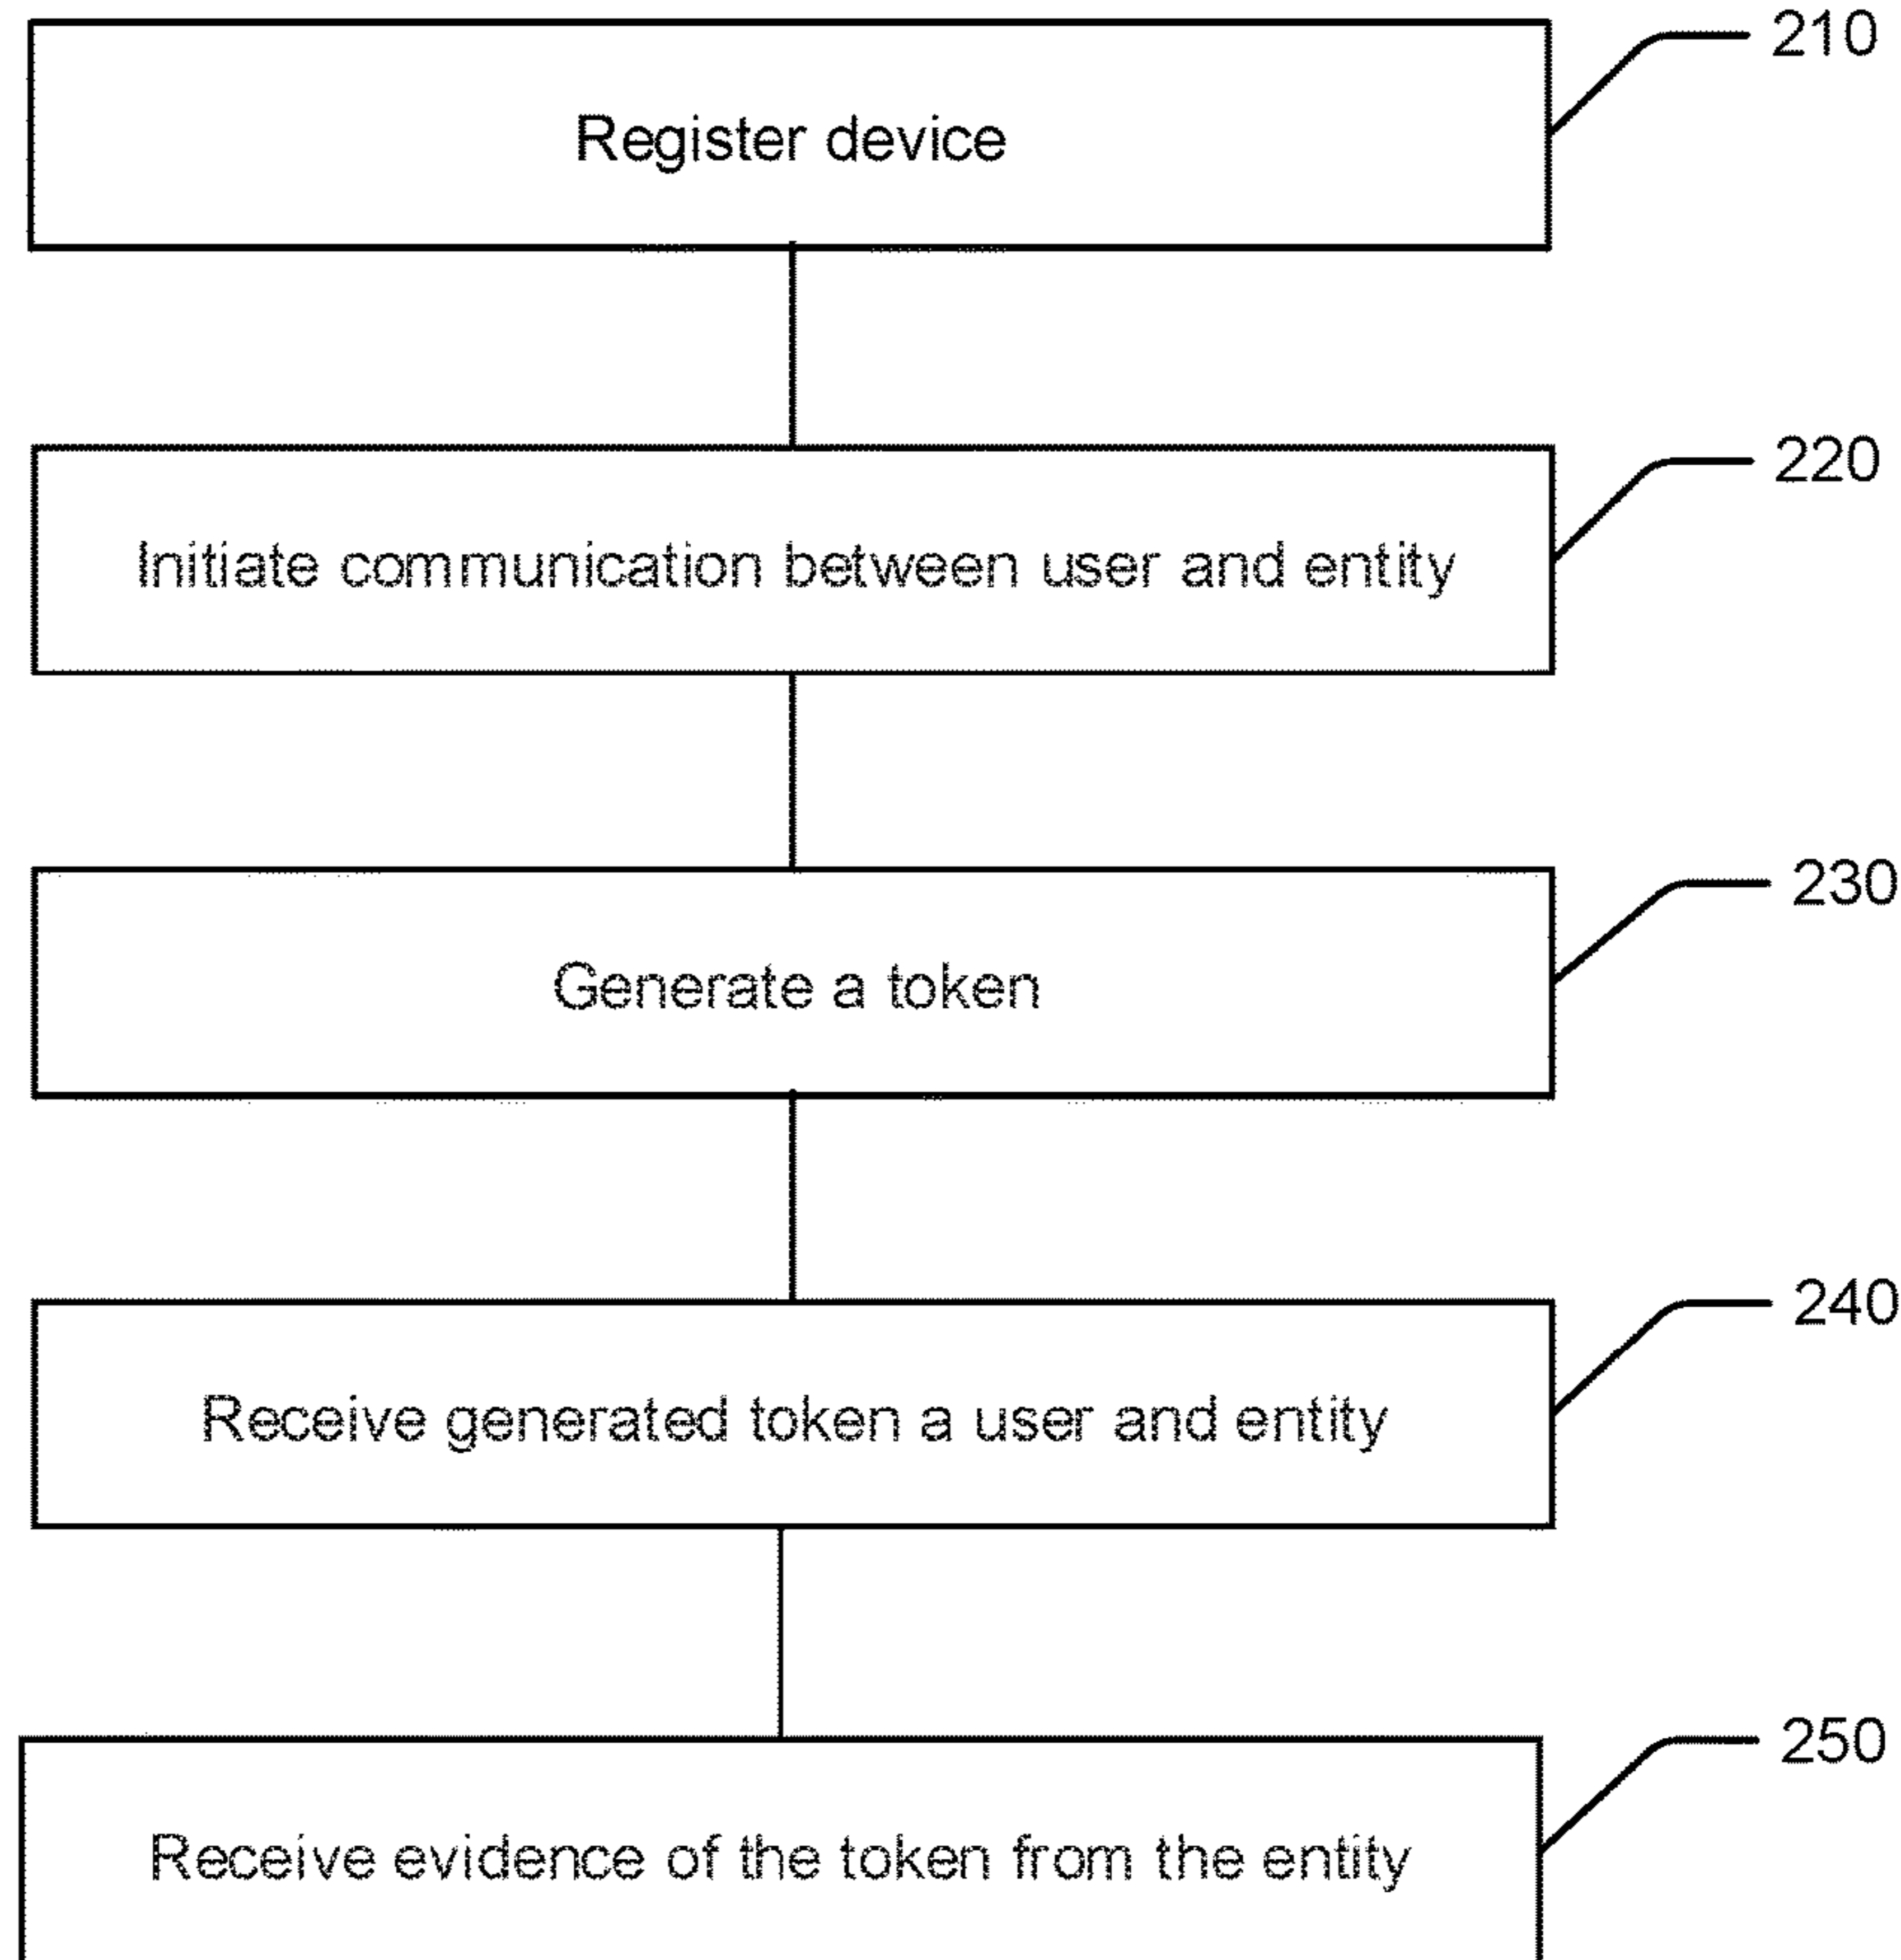 210
Register device
220
Initiate communication between user and entity
230
Generate a token
240
Receive generated token a user and entity
250
Receive evidence of the token from the entity